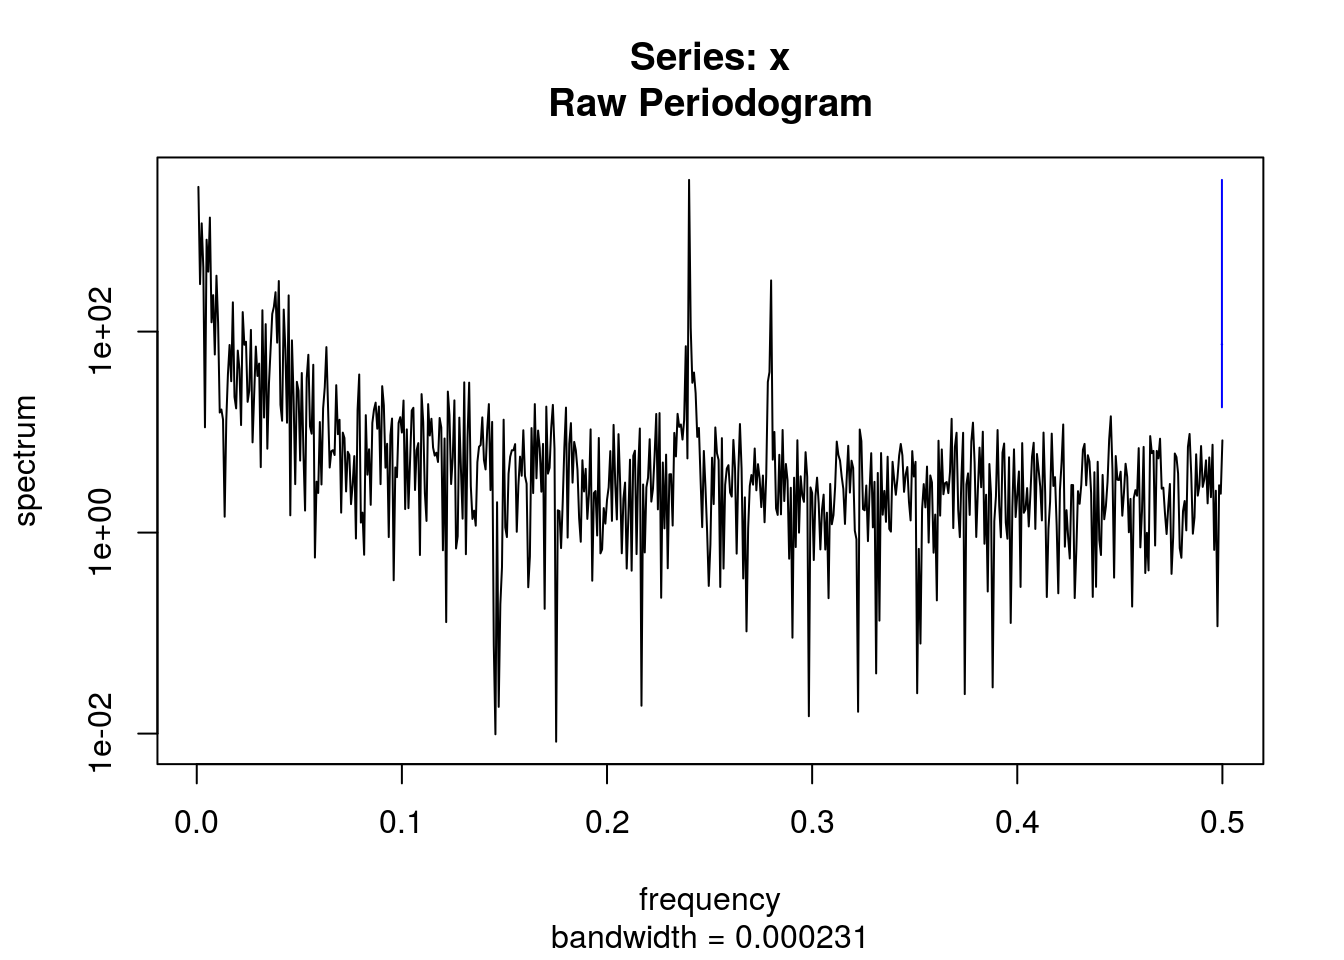 Series: x
Raw Periodogram
spectrum
1e+02
1e+00
1e-02
0.0 0.1 0.2 0.3 0.4 0.5
frequency
bandwidth = 0.000231